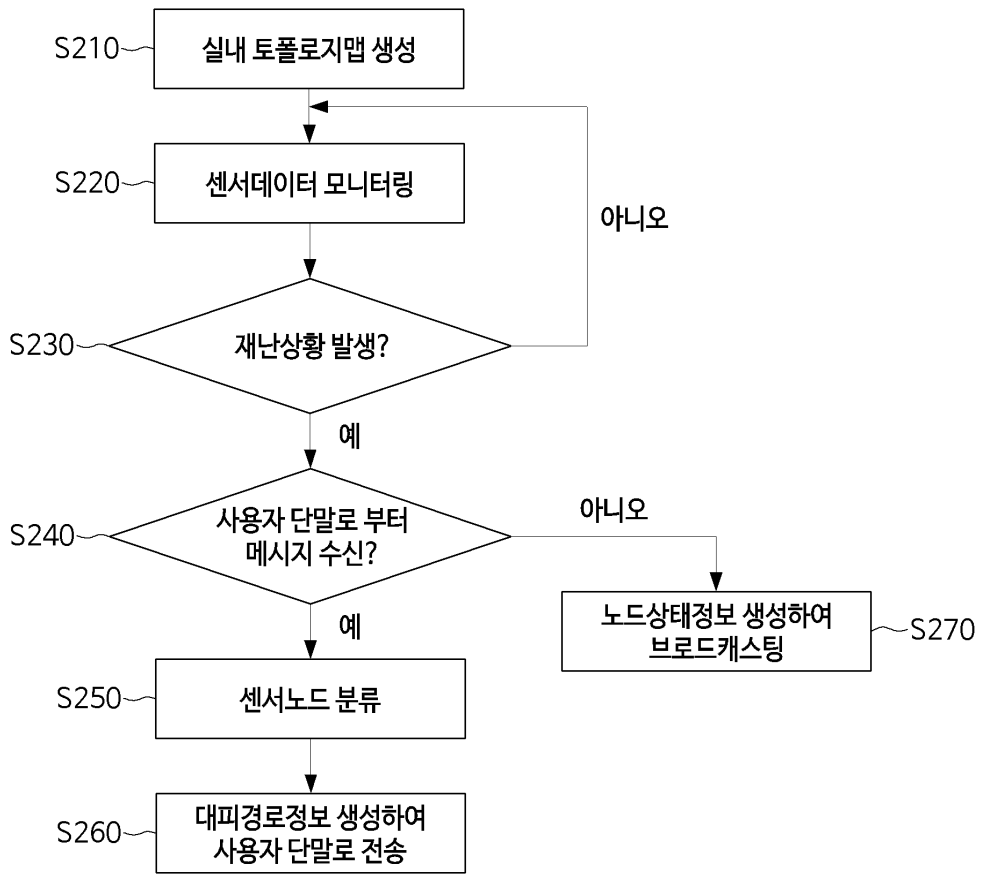 S210
실내 토폴로지맵 생성
S220
센서데이터 모니터링
아니오
S230
재난상황 발생?
예
S240
사용자 단말로 부터
메시지 수신?
아니오
예
노드상태정보 생성하여
브로드캐스팅
S270
S250
센서노드 분류
S260
대피경로정보 생성하여
사용자 단말로 전송